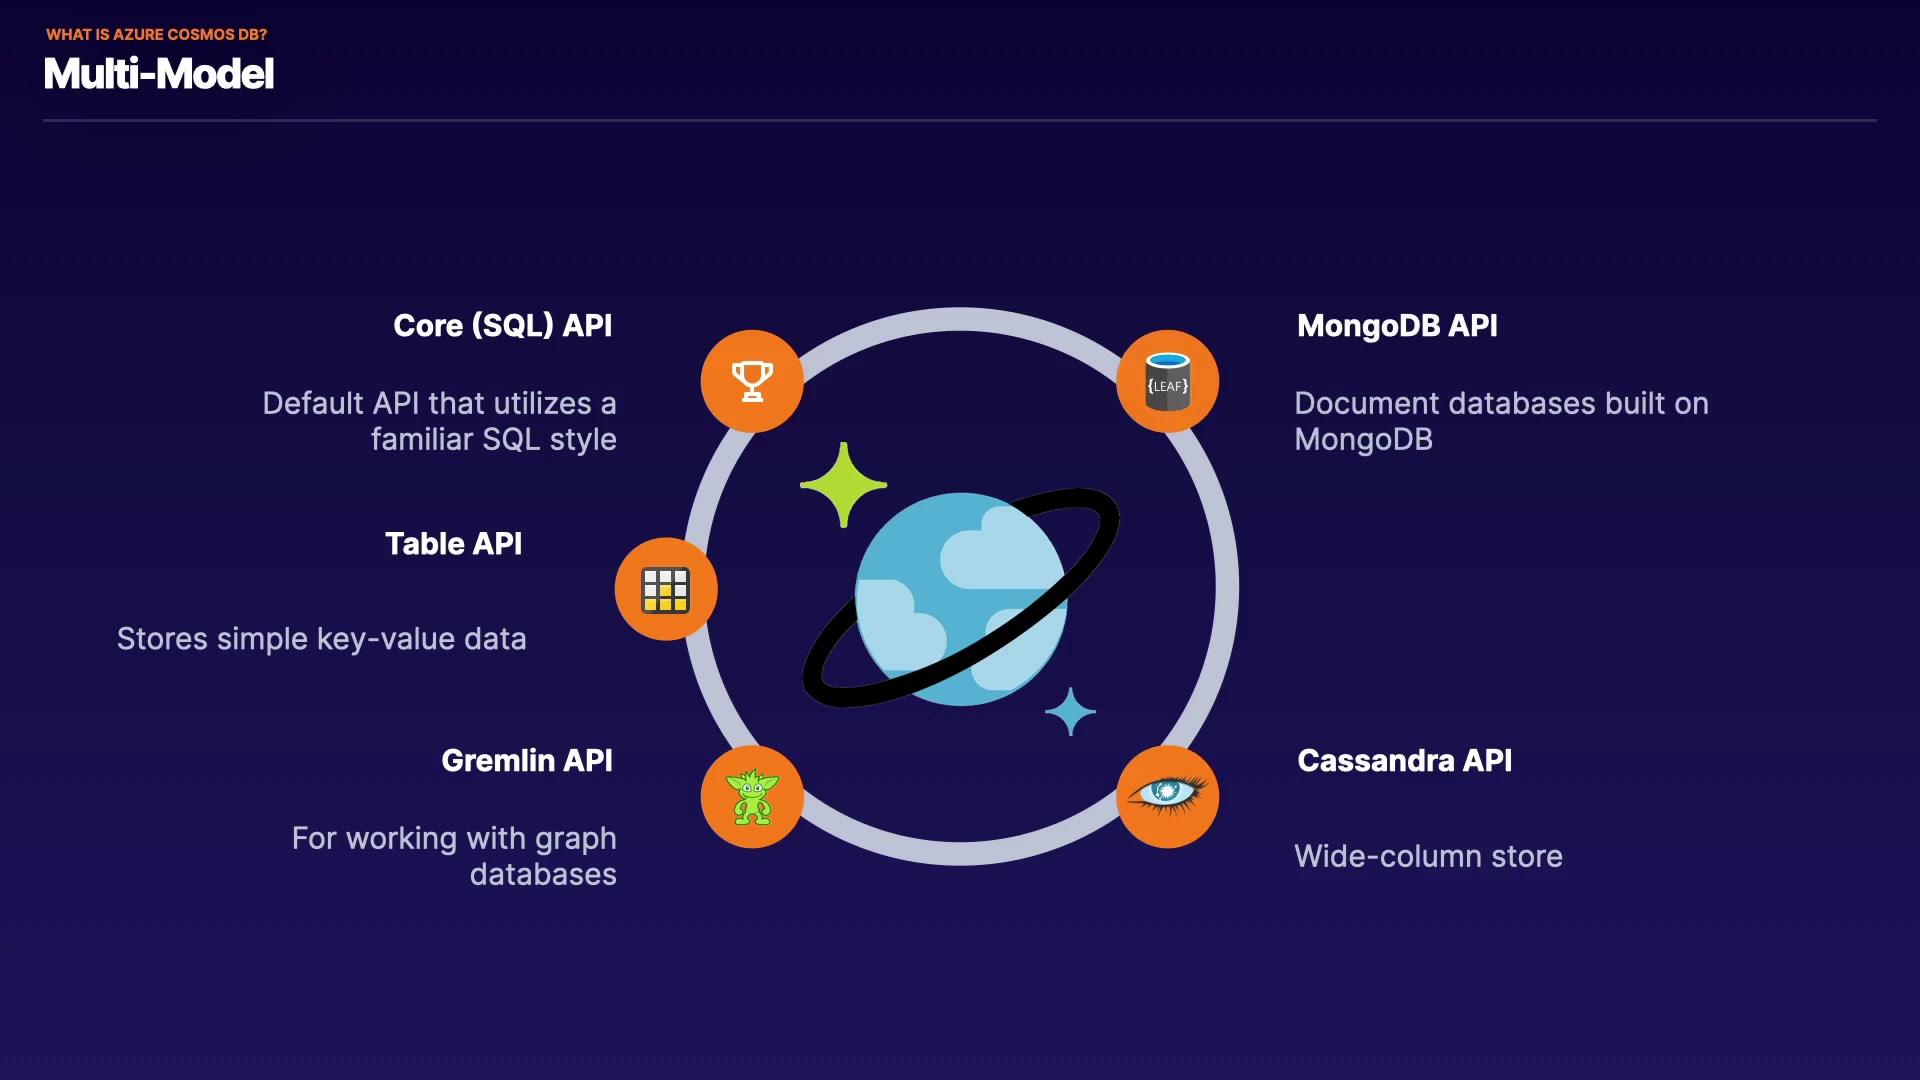 WHAT IS AZURE COSMOS DB?
Multi-Model
Core (SQL) API
Default API that utilizes a
familiar SQL style
Table API
Stores simple key-value data
Gremlin API
For working with graph
databases
MongoDB API
Document databases built on
MongoDB
{LEAF}
Cassandra API
Wide-column store